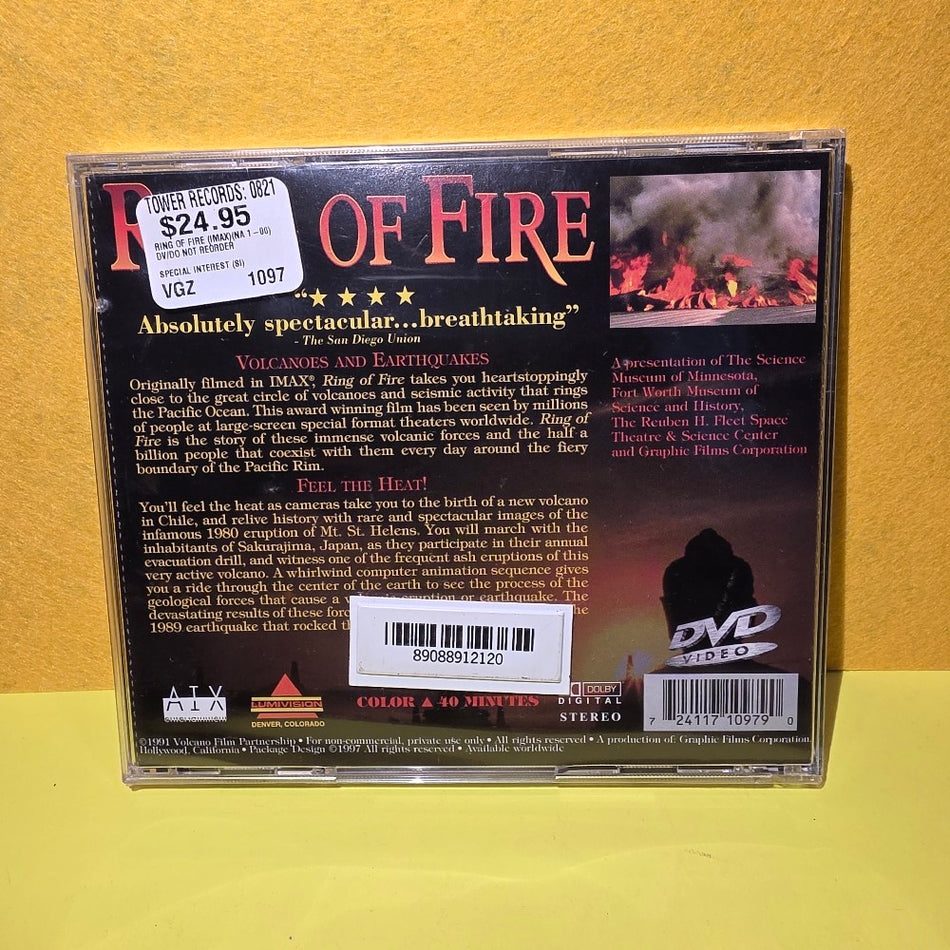 TOWER RECORDS: 0821
$24.95
RING OF FIRE (IMAX)(NA 1-00)
DV/DO NOT REORDER
SPECIAL INTEREST (SI)
VGZ 1097
R OF FIRE
“★ ★ ★ ★
Absolutely spectacular...breathtaking”
- The San Diego Union
VOLCANOES AND EARTHQUAKES
Originally filmed in IMAX® Ring of Fire takes you heartstoppingly
close to the great circle of volcanoes and seismic activity that rings
the Pacific Ocean. This award winning film has been seen by millions
of people at large-screen special format theaters worldwide. Ring of
Fire is the story of these immense volcanic forces and the half a
billion people that coexist with them every day around the fiery
boundary of the Pacific Rim.
FEEL THE HEAT!
You'll feel the heat as cameras take you to the birth of a new volcano
in Chile, and relive history with rare and spectacular images of the
infamous 1980 eruption of Mt. St. Helens. You will march with the
inhabitants of Sakurajima, Japan, as they participate in their annual
evacuation drill, and witness one of the frequent ash eruptions of this
very active volcano. A whirlwind computer animation sequence gives
you a ride through the center of the earth to see the process of the
geological forces that cause a eruption or earthquake. The
devastating results of these
1989 earthquake that rocked
A presentation of The Science
Museum of Minnesota,
Fort Worth Museum of
Science and History,
The Reuben H. Fleet Space
Theatre & Science Center
and Graphic Films Corporation
89088912120
DVD
VIDEO
AIX
LUMIVISION
DENVER, COLORADO
COLOR ▲ 40 MINUTES
DOLBY
DIGITAL
STEREO
7 24117 10979 0
©1991 Volcano Film Partnership • For non-commercial, private use only • All rights reserved • A production of: Graphic Films Corporation.
Hollywood, California • Package Design ©1997 All rights reserved • Available worldwide